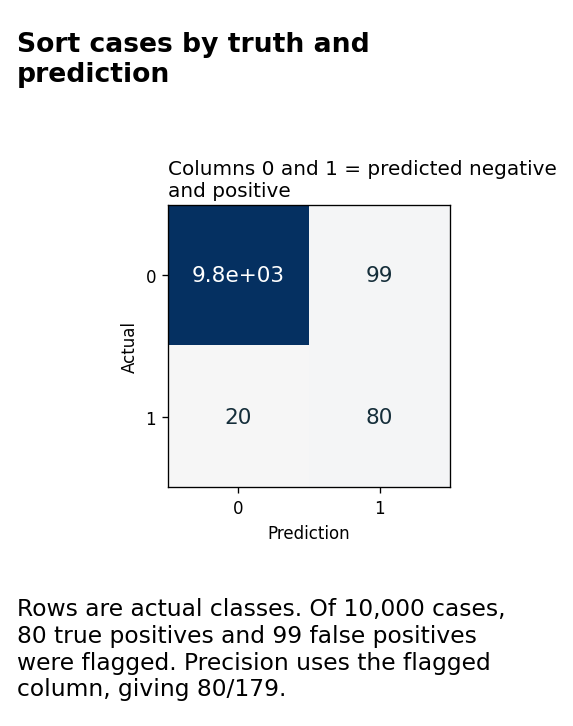 Sort cases by truth and
prediction
Columns 0 and 1 = predicted negative
and positive
0
9.8e+03
99
Actual
1
20
80
0
1
Prediction
Rows are actual classes. Of 10,000 cases,
80 true positives and 99 false positives
were flagged. Precision uses the flagged
column, giving 80/179.